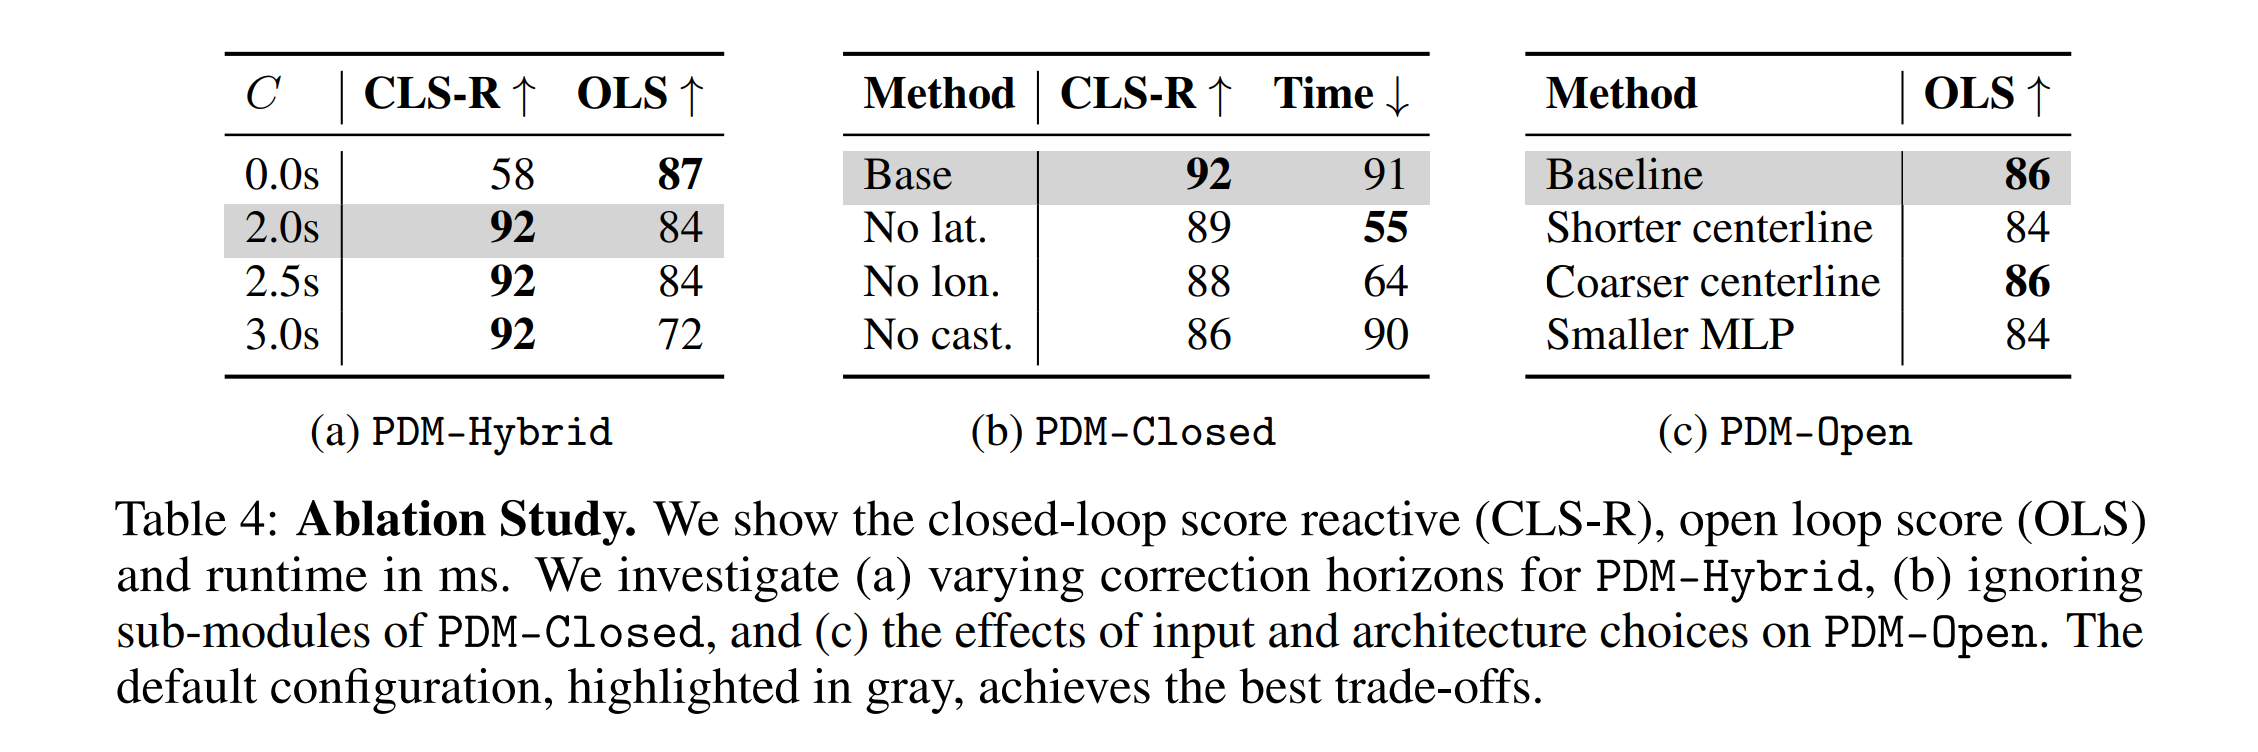 C CLS-R ↑ OLS ↑
0.0s 58 87
2.0s 92 84
2.5s 92 84
3.0s 92 72
(a) PDM-Hybrid
Method CLS-R ↑ Time ↓
Base 92 91
No lat. 89 55
No lon. 88 64
No cast. 86 90
(b) PDM-Closed
Method OLS ↑
Baseline 86
Shorter centerline 84
Coarser centerline 86
Smaller MLP 84
(c) PDM-Open
Table 4: Ablation Study. We show the closed-loop score reactive (CLS-R), open loop score (OLS)
and runtime in ms. We investigate (a) varying correction horizons for PDM-Hybrid, (b) ignoring
sub-modules of PDM-Closed, and (c) the effects of input and architecture choices on PDM-Open. The
default configuration, highlighted in gray, achieves the best trade-offs.